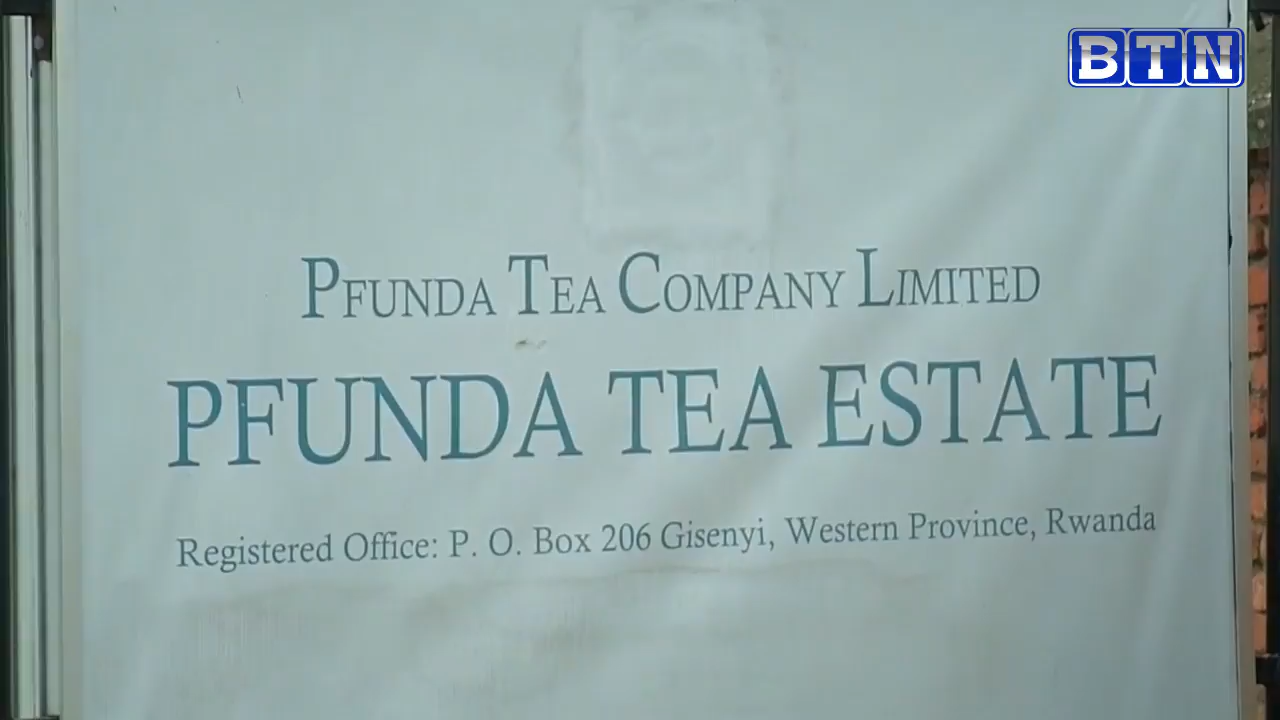 BTN
PFUNDA TEA COMPANY LIMITED
PFUNDA TEA ESTATE
Registered Office: P. O. Box 206 Gisenyi, Western Province, Rwanda